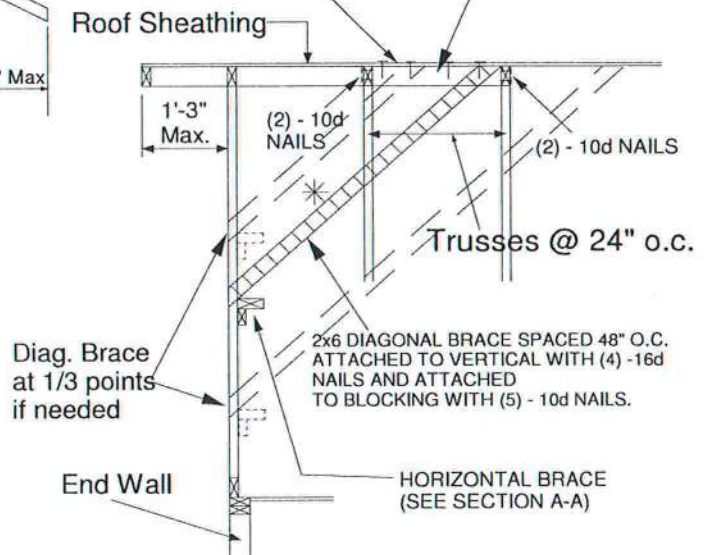 Roof Sheathing
" Max
1'-3"
Max.
(2) - 10d
NAILS
(2) - 10d NAILS
Trusses @ 24" o.c.
2x6 DIAGONAL BRACE SPACED 48" O.C.
ATTACHED TO VERTICAL WITH (4) -16d
NAILS AND ATTACHED
TO BLOCKING WITH (5) - 10d NAILS.
Diag. Brace
at 1/3 points
if needed
End Wall
HORIZONTAL BRACE
(SEE SECTION A-A)